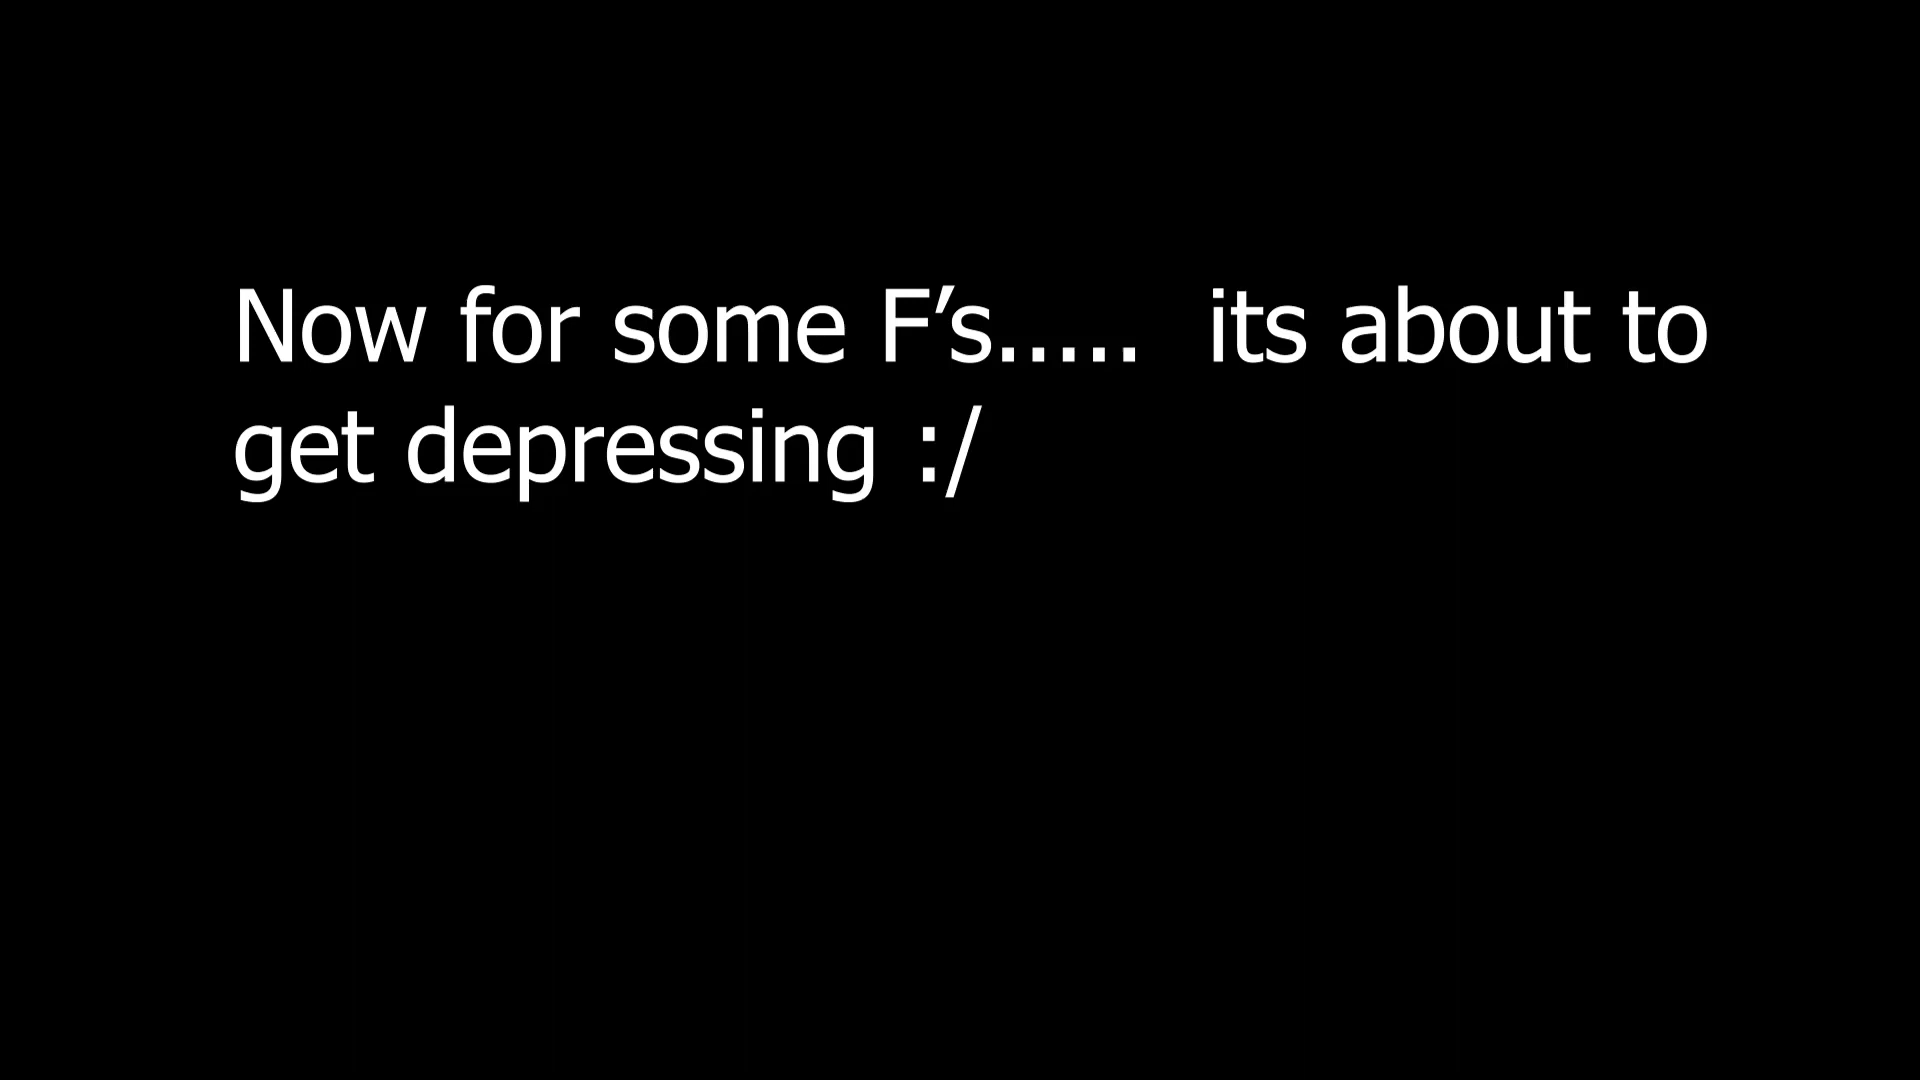 Now for some F’s.....  its about to
get depressing :/